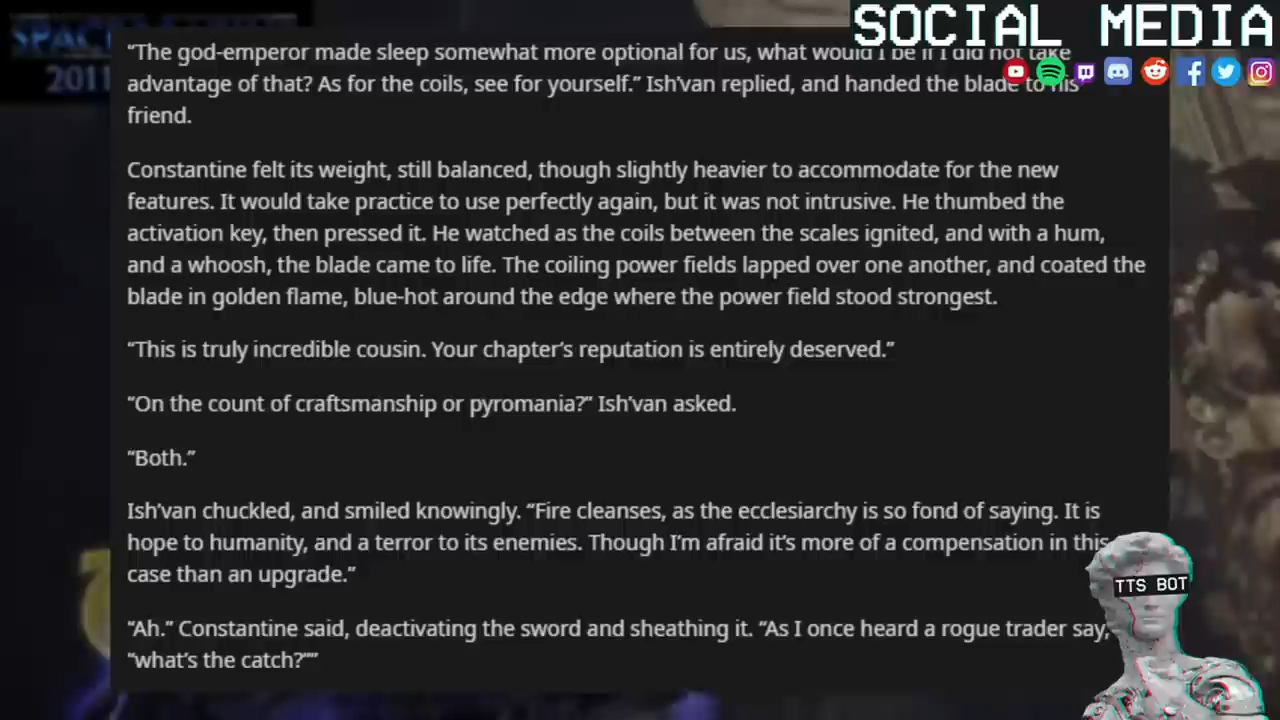 SPACE
2011
SOCIAL MEDIA
“The god-emperor made sleep somewhat more optional for us, what would I be if I did not take
advantage of that? As for the coils, see for yourself.” Ish’van replied, and handed the blade to his
friend.
Constantine felt its weight, still balanced, though slightly heavier to accommodate for the new
features. It would take practice to use perfectly again, but it was not intrusive. He thumbed the
activation key, then pressed it. He watched as the coils between the scales ignited, and with a hum,
and a whoosh, the blade came to life. The coiling power fields lapped over one another, and coated the
blade in golden flame, blue-hot around the edge where the power field stood strongest.
“This is truly incredible cousin. Your chapter’s reputation is entirely deserved.”
“On the count of craftsmanship or pyromania?” Ish’van asked.
“Both.”
Ish’van chuckled, and smiled knowingly. “Fire cleanses, as the ecclesiarchy is so fond of saying. It is
hope to humanity, and a terror to its enemies. Though I’m afraid it’s more of a compensation in this
case than an upgrade.”
TTS BOT
“Ah.” Constantine said, deactivating the sword and sheathing it. “As I once heard a rogue trader say,
“what’s the catch?””